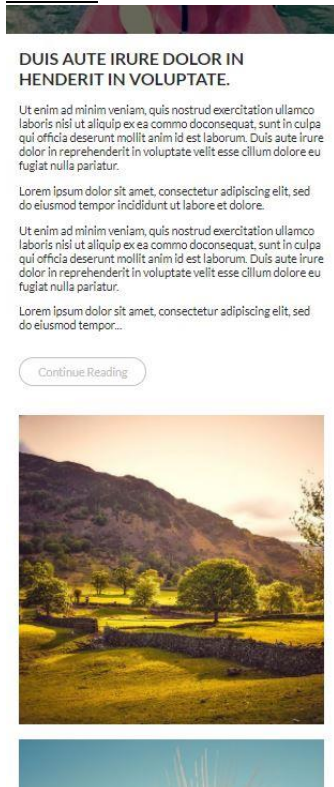 DUIS AUTE IRURE DOLOR IN
HENDERIT IN VOLUPTATE.
Ut enim ad minim veniam, quis nostrud exercitation ullamco
laboris nisi ut aliquip ex ea commo doconsequat, sunt in culpa
qui officia deserunt mollit anim id est laborum. Duis aute irure
dolor in reprehenderit in voluptate velit esse cillum dolore eu
fugiat nulla pariatur.
Lorem ipsum dolor sit amet, consectetur adipiscing elit, sed
do eiusmod tempor incididunt ut labore et dolore.
Ut enim ad minim veniam, quis nostrud exercitation ullamco
laboris nisi ut aliquip ex ea commo doconsequat, sunt in culpa
qui officia deserunt mollit anim id est laborum. Duis aute irure
dolor in reprehenderit in voluptate velit esse cillum dolore eu
fugiat nulla pariatur.
Lorem ipsum dolor sit amet, consectetur adipiscing elit, sed
do eiusmod tempor...
Continue Reading